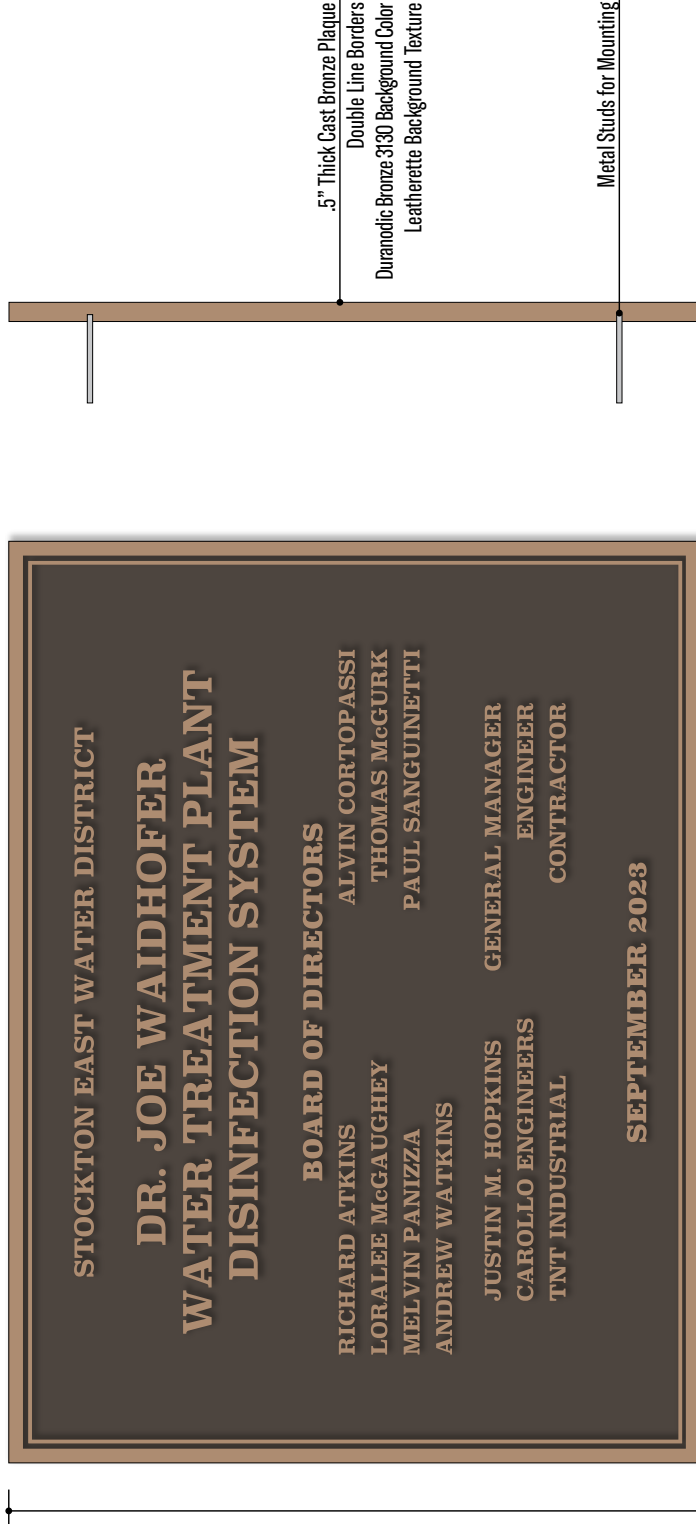 STOCKTON EAST WATER DISTRICT
DR. JOE WAIDHOFER
WATER TREATMENT PLANT
DISINFECTION SYSTEM
BOARD OF DIRECTORS
RICHARD ATKINS ALVIN CORTOPASSI
LORALEE McGAUGHEY THOMAS McGURK
MELVIN PANIZZA PAUL SANGUINETTI
ANDREW WATKINS
JUSTIN M. HOPKINS GENERAL MANAGER
CAROLLO ENGINEERS ENGINEER
TNT INDUSTRIAL CONTRACTOR
SEPTEMBER 2023
.5” Thick Cast Bronze Plaque
Double Line Borders
Duranodic Bronze 3130 Background Color
Leatherette Background Texture
Metal Studs for Mounting